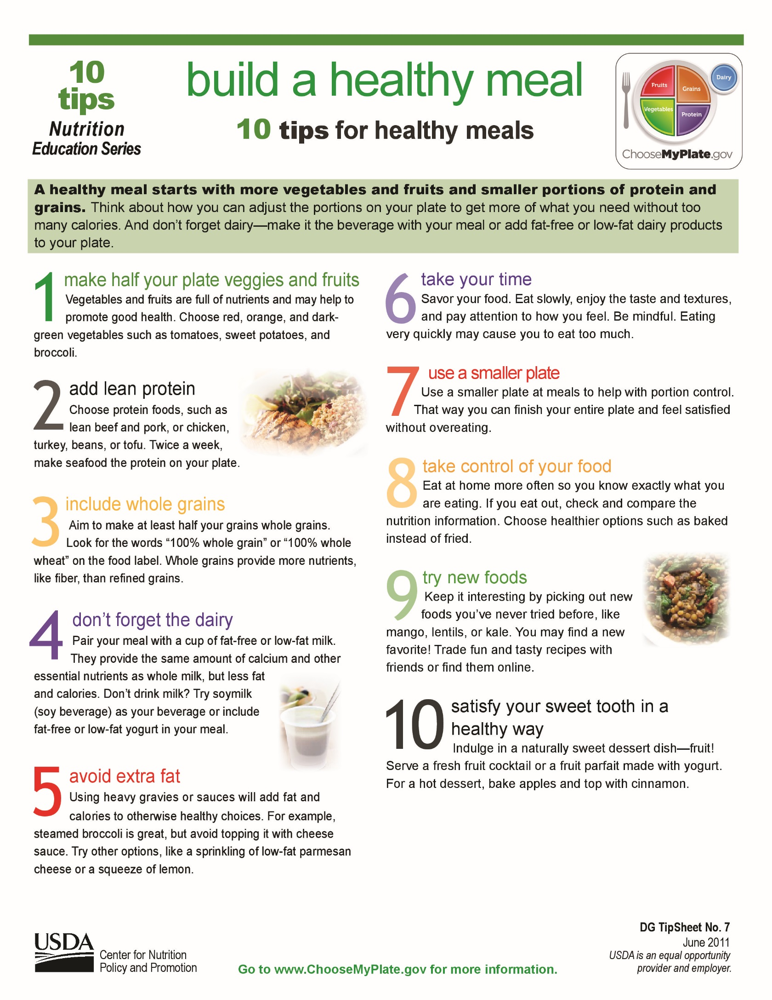 10
tips
Nutrition
Education Series
build a healthy meal
10 tips for healthy meals
Fruits
Grains
Dairy
Vegetables
Protein
ChooseMyPlate.gov
A healthy meal starts with more vegetables and fruits and smaller portions of protein and
grains. Think about how you can adjust the portions on your plate to get more of what you need without too
many calories. And don’t forget dairy—make it the beverage with your meal or add fat-free or low-fat dairy products
to your plate.
1 make half your plate veggies and fruits
Vegetables and fruits are full of nutrients and may help to
promote good health. Choose red, orange, and dark-
green vegetables such as tomatoes, sweet potatoes, and
broccoli.
2 add lean protein
Choose protein foods, such as
lean beef and pork, or chicken,
turkey, beans, or tofu. Twice a week,
make seafood the protein on your plate.
3 include whole grains
Aim to make at least half your grains whole grains.
Look for the words “100% whole grain” or “100% whole
wheat” on the food label. Whole grains provide more nutrients,
like fiber, than refined grains.
4 don’t forget the dairy
Pair your meal with a cup of fat-free or low-fat milk.
They provide the same amount of calcium and other
essential nutrients as whole milk, but less fat
and calories. Don’t drink milk? Try soymilk
(soy beverage) as your beverage or include
fat-free or low-fat yogurt in your meal.
5 avoid extra fat
Using heavy gravies or sauces will add fat and
calories to otherwise healthy choices. For example,
steamed broccoli is great, but avoid topping it with cheese
sauce. Try other options, like a sprinkling of low-fat parmesan
cheese or a squeeze of lemon.
6 take your time
Savor your food. Eat slowly, enjoy the taste and textures,
and pay attention to how you feel. Be mindful. Eating
very quickly may cause you to eat too much.
7 use a smaller plate
Use a smaller plate at meals to help with portion control.
That way you can finish your entire plate and feel satisfied
without overeating.
8 take control of your food
Eat at home more often so you know exactly what you
are eating. If you eat out, check and compare the
nutrition information. Choose healthier options such as baked
instead of fried.
9 try new foods
Keep it interesting by picking out new
foods you’ve never tried before, like
mango, lentils, or kale. You may find a new
favorite! Trade fun and tasty recipes with
friends or find them online.
10 satisfy your sweet tooth in a
healthy way
Indulge in a naturally sweet dessert dish—fruit!
Serve a fresh fruit cocktail or a fruit parfait made with yogurt.
For a hot dessert, bake apples and top with cinnamon.
USDA
Center for Nutrition
Policy and Promotion
Go to www.ChooseMyPlate.gov for more information.
DG TipSheet No. 7
June 2011
USDA is an equal opportunity
provider and employer.